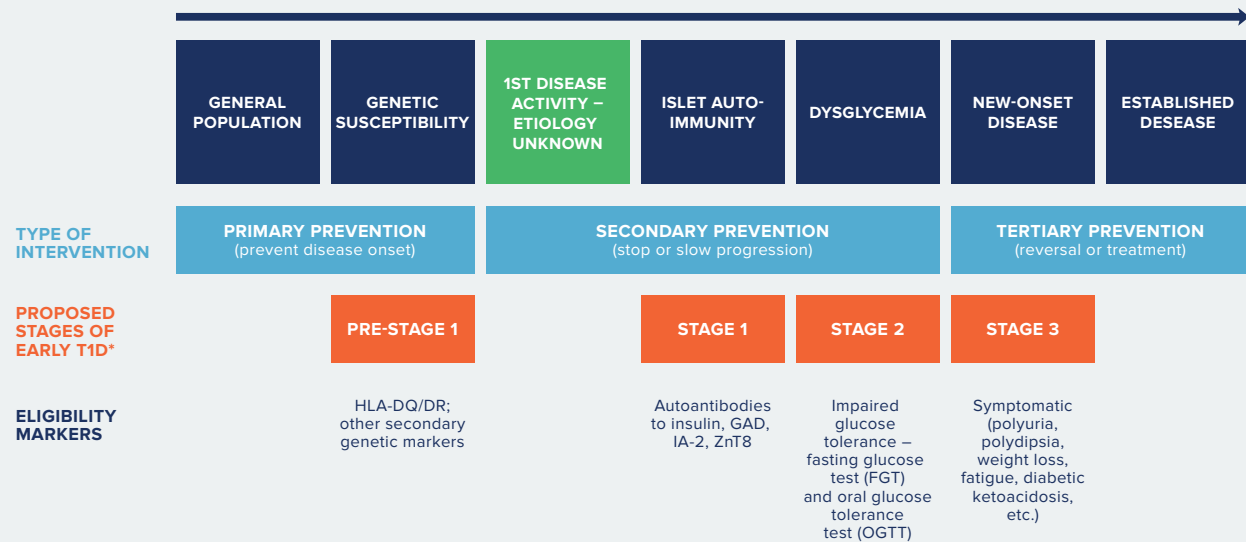 GENERAL
POPULATION
GENETIC
SUSCEPTIBILITY
1ST DISEASE
ACTIVITY –
ETIOLOGY
UNKNOWN
ISLET AUTO-
IMMUNITY
DYSGLYCEMIA
NEW-ONSET
DISEASE
ESTABLISHED
DESEASE
TYPE OF
INTERVENTION
PRIMARY PREVENTION
(prevent disease onset)
SECONDARY PREVENTION
(stop or slow progression)
TERTIARY PREVENTION
(reversal or treatment)
PROPOSED
STAGES OF
EARLY T1D*
PRE-STAGE 1
STAGE 1
STAGE 2
STAGE 3
ELIGIBILITY
MARKERS
HLA-DQ/DR;
other secondary
genetic markers
Autoantibodies
to insulin, GAD,
IA-2, ZnT8
Impaired
glucose
tolerance –
fasting glucose
test (FGT)
and oral glucose
tolerance
test (OGTT)
Symptomatic
(polyuria,
polydipsia,
weight loss,
fatigue, diabetic
ketoacidosis,
etc.)